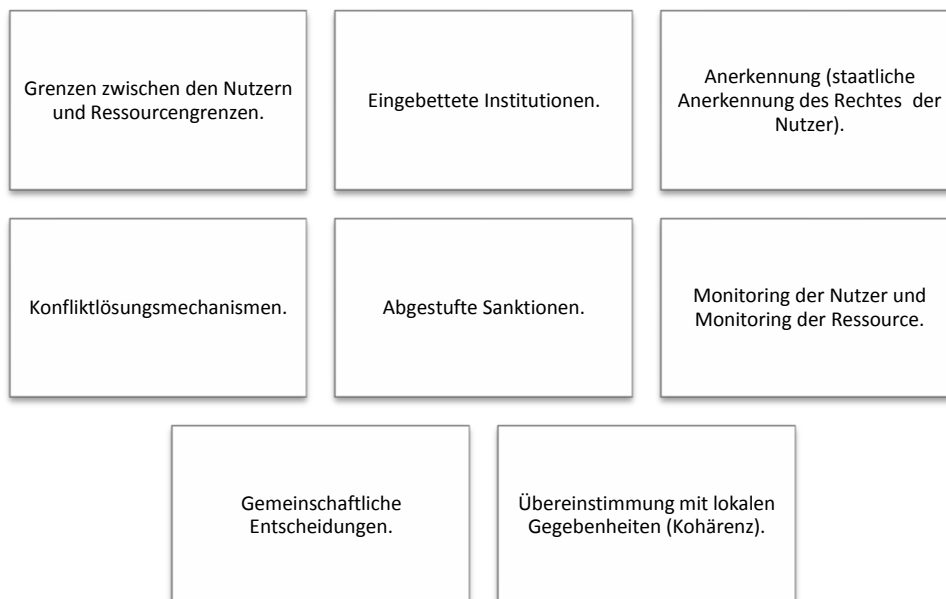 Grenzen zwischen den Nutzern
und Ressourcengrenzen.
Eingebettete Institutionen.
Anerkennung (staatliche
Anerkennung des Rechtes der
Nutzer).
Konfliktlösungsmechanismen.
Abgestufte Sanktionen.
Monitoring der Nutzer und
Monitoring der Ressource.
Gemeinschaftliche
Entscheidungen.
Übereinstimmung mit lokalen
Gegebenheiten (Kohärenz).